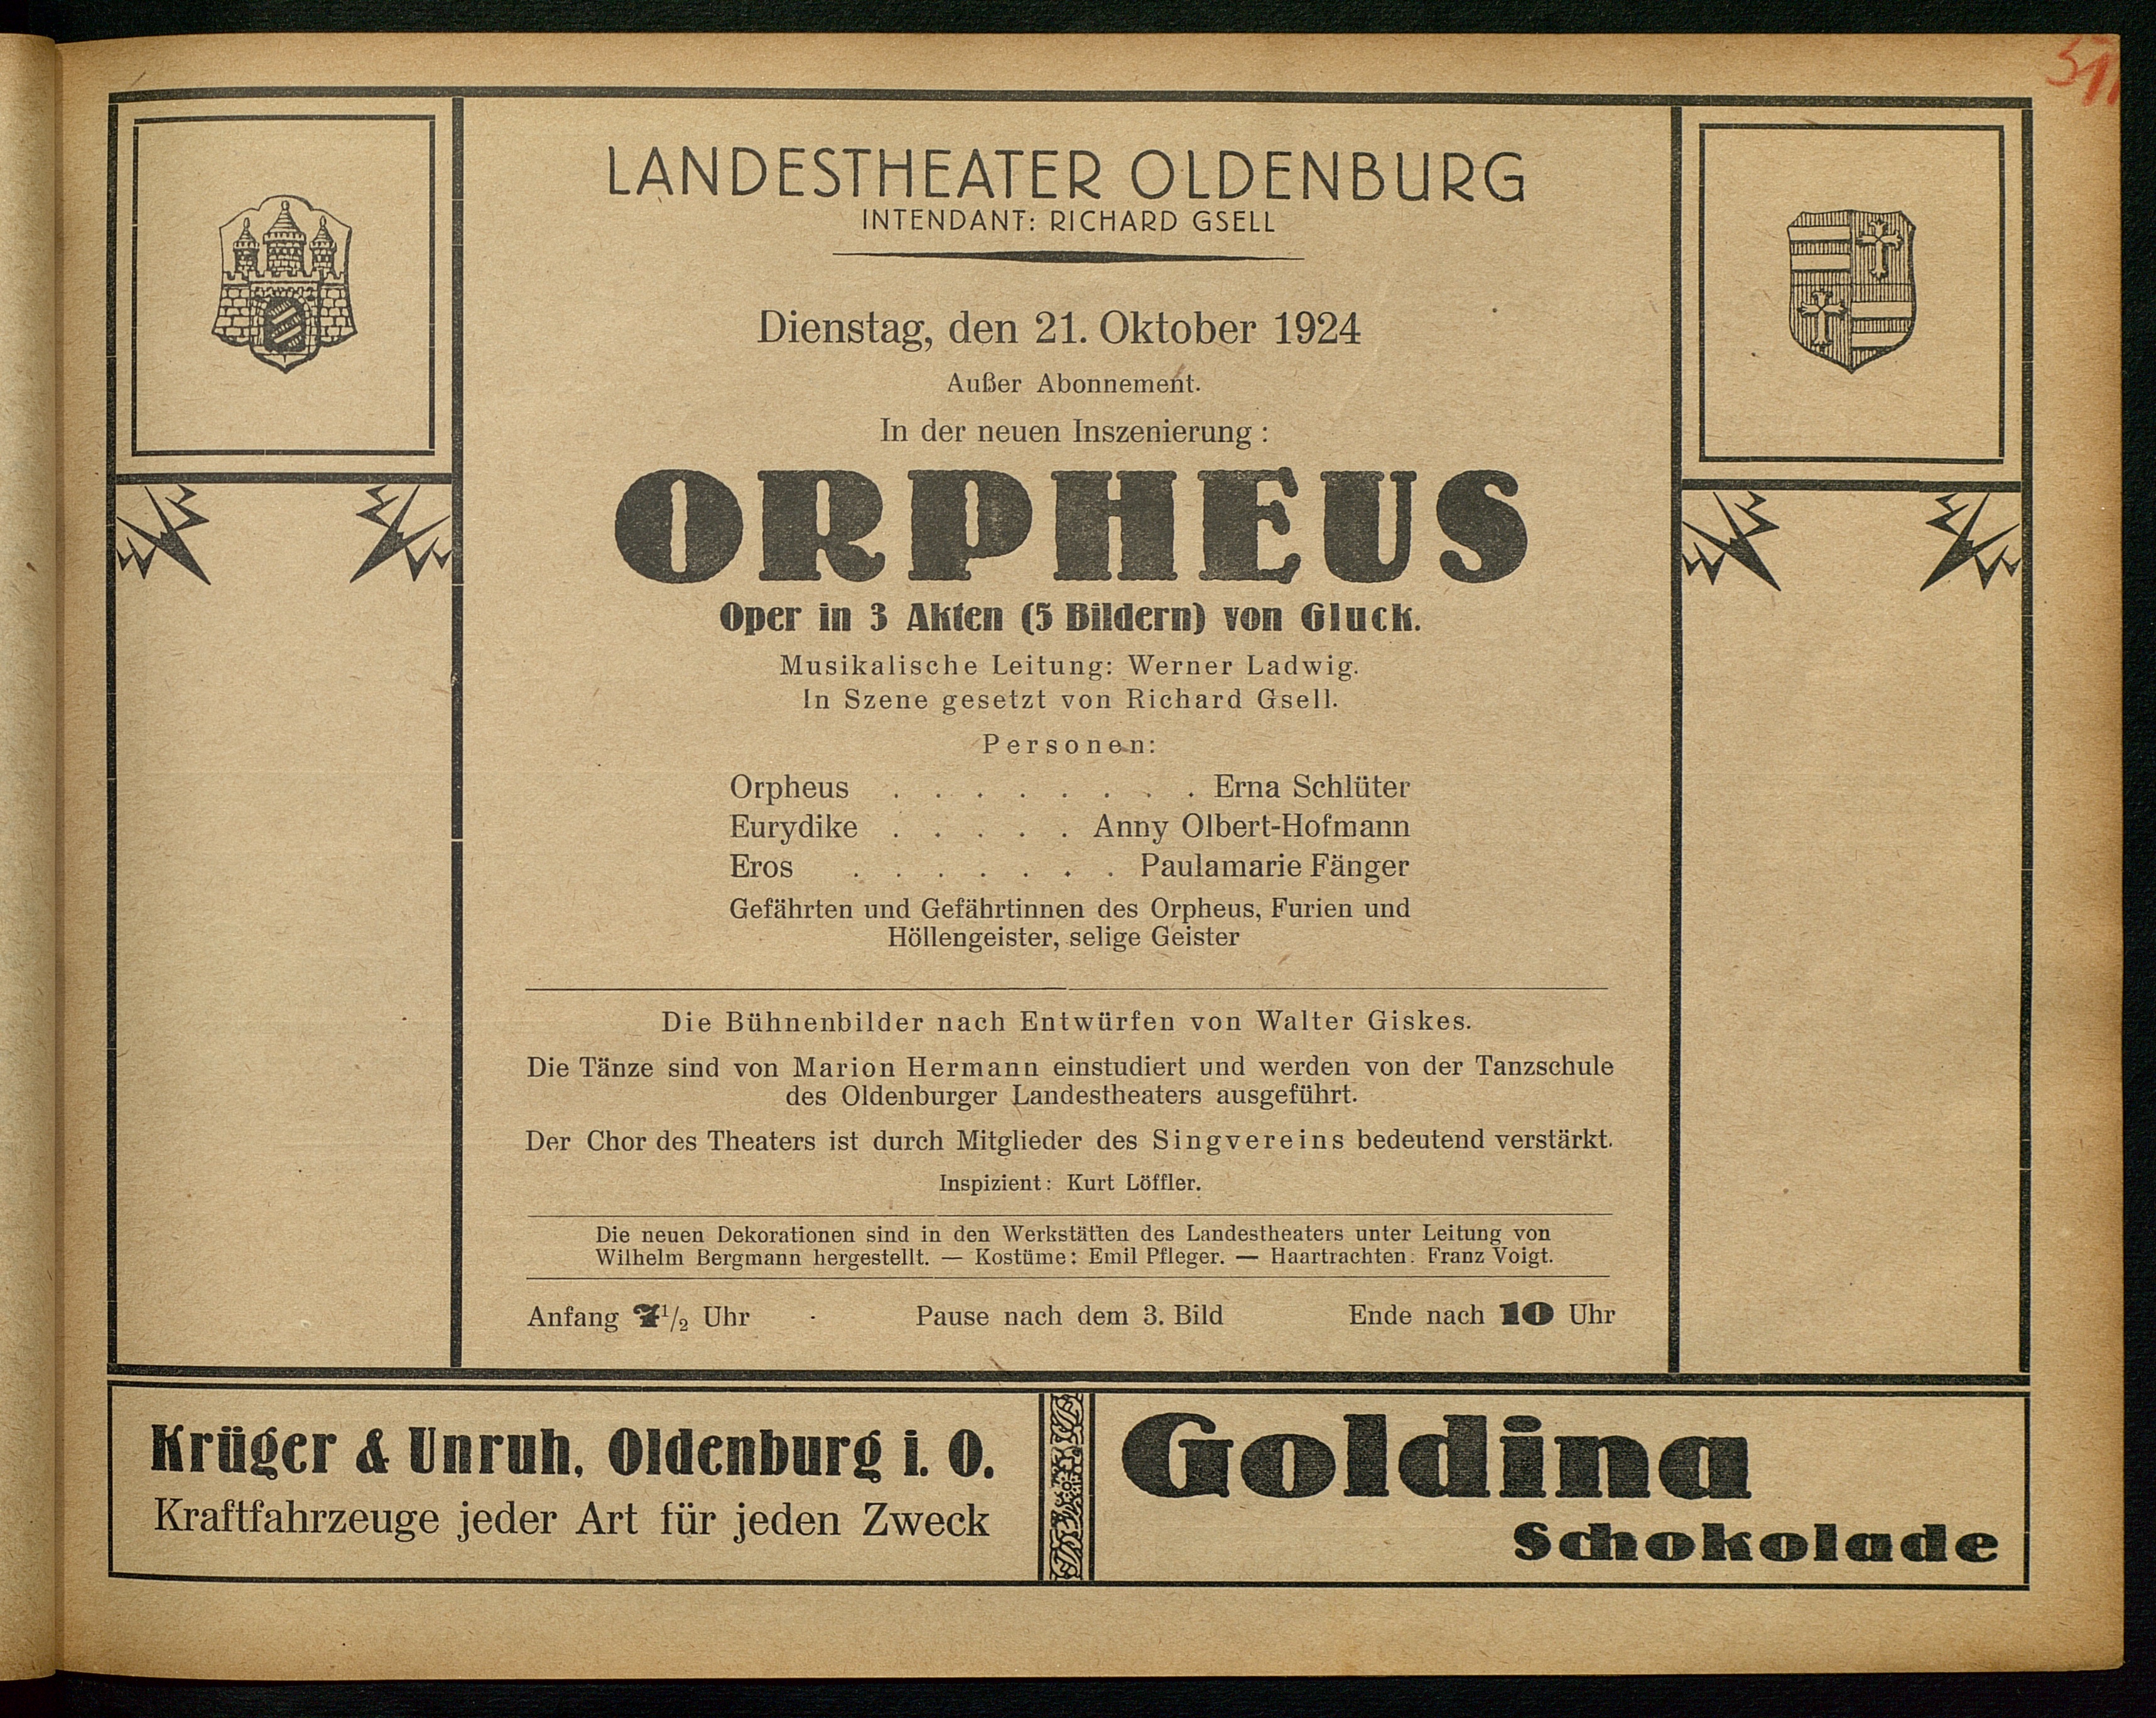 LANDESTHEATER OLDENBURG
INTENDANT: RICHARD GSELL
Dienstag, den 21. Oktober 1924
Außer Abonnement.
In der neuen Inszenierung:
ORPHEUS
Oper in 3 Akten (5 Bildern) von Gluck.
Musikalische Leitung: Werner Ladwig.
In Szene gesetzt von Richard Gsell.
Personen:
Orpheus . . . . . . . . Erna Schlüter
Eurydike . . . . . Anny Olbert-Hofmann
Eros . . . . . . . Paulamarie Fänger
Gefährten und Gefährtinnen des Orpheus, Furien und
Höllengeister, selige Geister
Die Bühnenbilder nach Entwürfen von Walter Giskes.
Die Tänze sind von Marion Hermann einstudiert und werden von der Tanzschule
des Oldenburger Landestheaters ausgeführt.
Der Chor des Theaters ist durch Mitglieder des Singvereins bedeutend verstärkt.
Inspizient: Kurt Löffler.
Die neuen Dekorationen sind in den Werkstätten des Landestheaters unter Leitung von
Wilhelm Bergmann hergestellt. — Kostüme: Emil Pfleger. — Haartrachten: Franz Voigt.
Anfang 7 1/2 Uhr Pause nach dem 3. Bild Ende nach 10 Uhr
Krüger & Unruh, Oldenburg i. O.
Kraftfahrzeuge jeder Art für jeden Zweck
Goldina
Schokolade